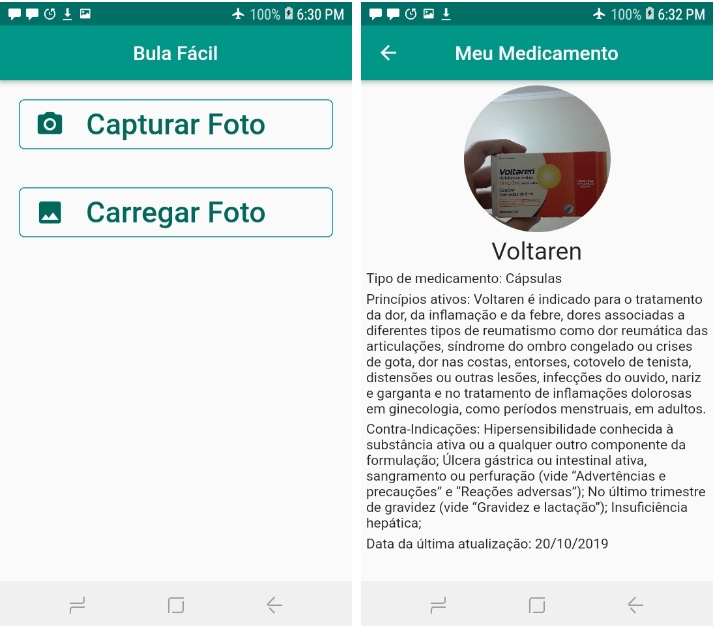 100% 6:30 PM
Bula Fácil
Capturar Foto
Carregar Foto
100% 6:32 PM
Meu Medicamento
Voltaren
Voltaren
Tipo de medicamento: Cápsulas
Princípios ativos: Voltaren é indicado para o tratamento
da dor, da inflamação e da febre, dores associadas a
diferentes tipos de reumatismo como dor reumática das
articulações, síndrome do ombro congelado ou crises
de gota, dor nas costas, entorses, cotovelo de tenista,
distensões ou outras lesões, infecções do ouvido, nariz
e garganta e no tratamento de inflamações dolorosas
em ginecologia, como períodos menstruais, em adultos.
Contra-Indicações: Hipersensibilidade conhecida à
substância ativa ou a qualquer outro componente da
formulação; Úlcera gástrica ou intestinal ativa,
sangramento ou perfuração (vide “Advertências e
precauções” e “Reações adversas”); No último trimestre
de gravidez (vide “Gravidez e lactação”); Insuficiência
hepática;
Data da última atualização: 20/10/2019